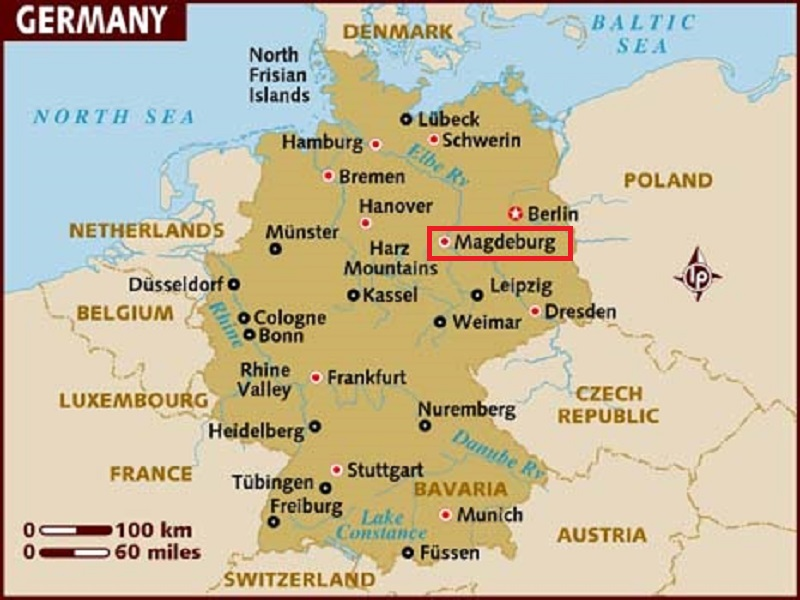 GERMANY
DENMARK
BALTIC
SEA
North
Frisian
Islands
NORTH SEA
Lübeck
Schwerin
Hamburg
Elbe Rv
Bremen
POLAND
Hanover
Berlin
NETHERLANDS
Münster
Magdeburg
Harz
Mountains
LP
Düsseldorf
Kassel
Leipzig
BELGIUM
Rhine
Cologne
Bonn
Weimar
Dresden
Rhine
Valley
Frankfurt
LUXEMBOURG
CZECH
REPUBLIC
Nuremberg
Heidelberg
Danube Rv
FRANCE
Stuttgart
Tübingen
BAVARIA
Freiburg
Lake
Constance
Munich
0 100 km
0 60 miles
AUSTRIA
Füssen
SWITZERLAND